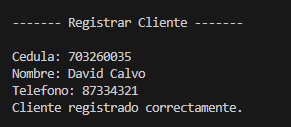 ------- Registrar Cliente -------
Cedula: 703260035
Nombre: David Calvo
Telefono: 87334321
Cliente registrado correctamente.